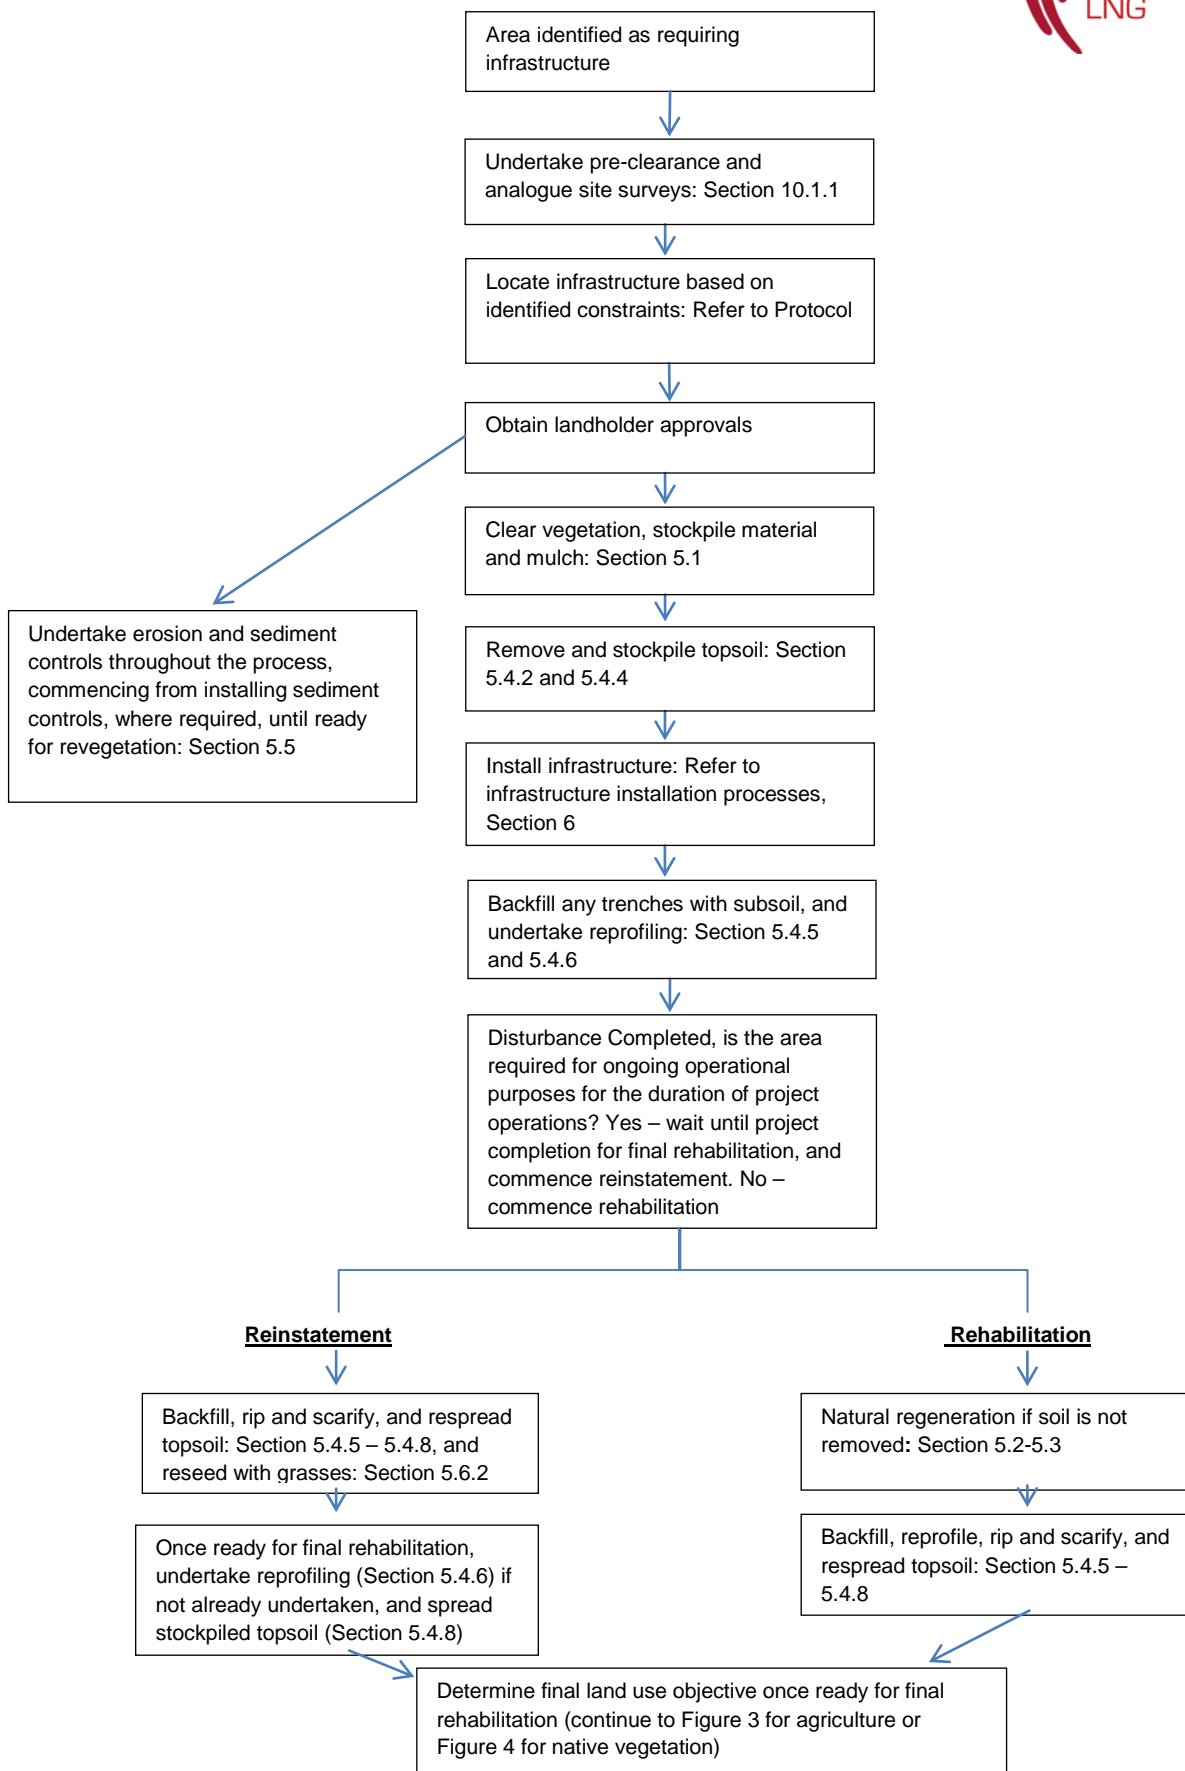 LNG
Area identified as requiring
infrastructure
Undertake pre-clearance and
analogue site surveys: Section 10.1.1
Locate infrastructure based on
identified constraints: Refer to Protocol
Obtain landholder approvals
Clear vegetation, stockpile material
and mulch: Section 5.1
Undertake erosion and sediment
controls throughout the process,
commencing from installing sediment
controls, where required, until ready
for revegetation: Section 5.5
Remove and stockpile topsoil: Section
5.4.2 and 5.4.4
Install infrastructure: Refer to
infrastructure installation processes,
Section 6
Backfill any trenches with subsoil, and
undertake reprofiling: Section 5.4.5
and 5.4.6
Disturbance Completed, is the area
required for ongoing operational
purposes for the duration of project
operations? Yes – wait until project
completion for final rehabilitation, and
commence reinstatement. No –
commence rehabilitation
Reinstatement
Backfill, rip and scarify, and respread
topsoil: Section 5.4.5 – 5.4.8, and
reseed with grasses: Section 5.6.2
Once ready for final rehabilitation,
undertake reprofiling (Section 5.4.6) if
not already undertaken, and spread
stockpiled topsoil (Section 5.4.8)
Rehabilitation
Natural regeneration if soil is not
removed: Section 5.2-5.3
Backfill, reprofile, rip and scarify, and
respread topsoil: Section 5.4.5 –
5.4.8
Determine final land use objective once ready for final
rehabilitation (continue to Figure 3 for agriculture or
Figure 4 for native vegetation)